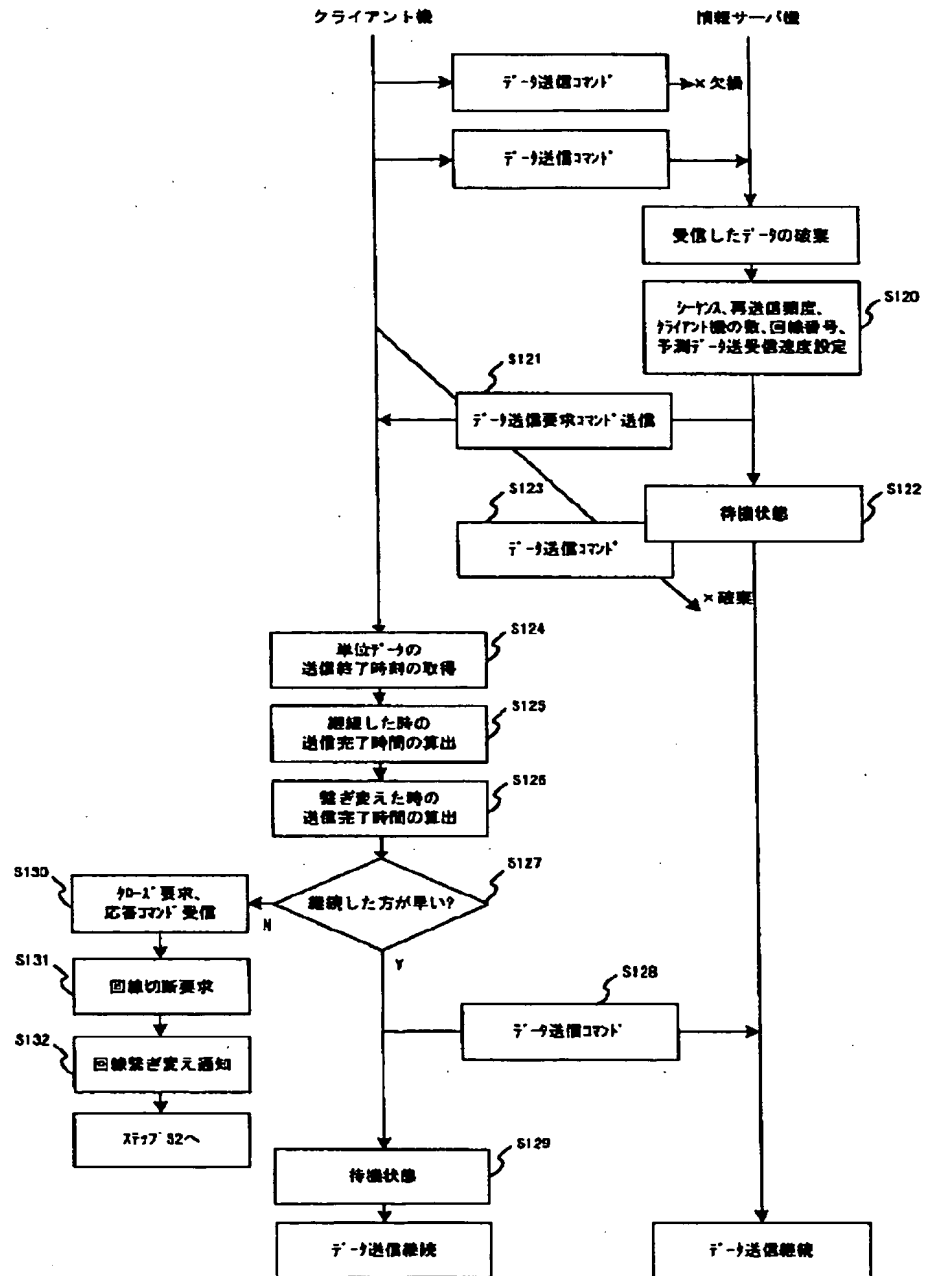 クライアント機
情報サーバ機
データ送信コマンド
× 欠損
データ送信コマンド
受信したデータの破棄
S120
シーケンス、再送信頻度、
クライアント機の数、回線番号、
予測データ送受信速度設定
S121
データ送信要求コマンド送信
S122
待機状態
S123
データ送信コマンド
× 破棄
S124
単位データの
送信終了時刻の取得
S125
継続した時の
送信完了時間の算出
S126
繋ぎ変えた時の
送信完了時間の算出
S127
継続した方が早い?
N
Y
S130
クローズ要求、
応答コマンド受信
S131
回線切断要求
S128
データ送信コマンド
S132
回線繋ぎ変え通知
ステップS2へ
S129
待機状態
データ送信継続
データ送信継続